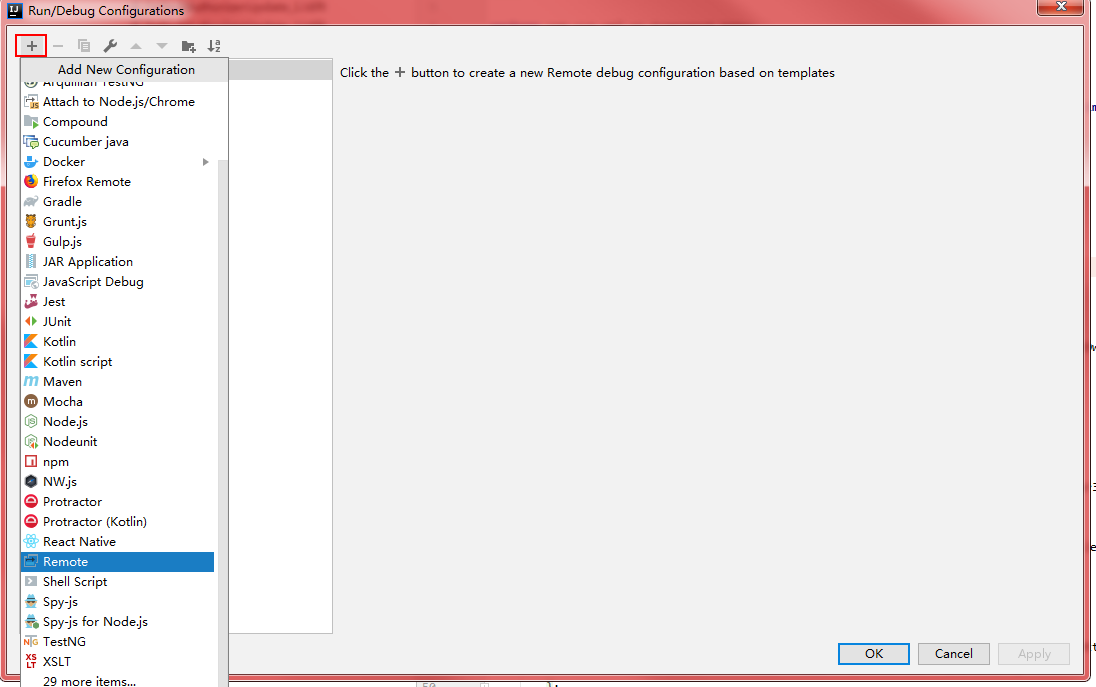 Run/Debug Configurations
Add New Configuration
Click the + button to create a new Remote debug configuration based on templates
Arquillian TestNG
Attach to Node.js/Chrome
Compound
Cucumber java
Docker
Firefox Remote
Gradle
Grunt.js
Gulp.js
JAR Application
JavaScript Debug
Jest
JUnit
Kotlin
Kotlin script
Maven
Mocha
Node.js
Nodeunit
npm
NW.js
Protractor
Protractor (Kotlin)
React Native
Remote
Shell Script
Spy-js
Spy-js for Node.js
TestNG
XSLT
29 more items...
OK
Cancel
Apply